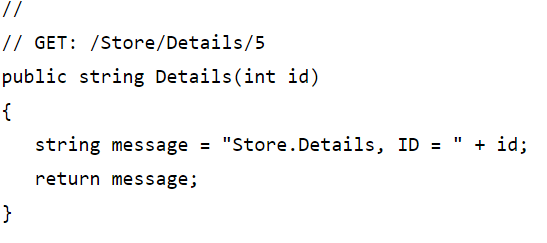 //
// GET: /Store/Details/5
public string Details(int id)
{
   string message = "Store.Details, ID = " + id;
   return message;
}